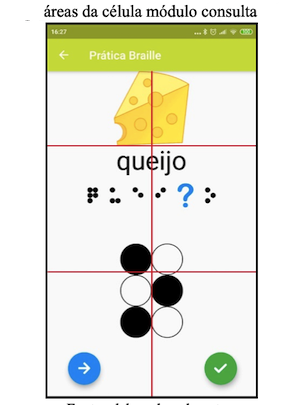 áreas da célula módulo consulta
16:27
Prática Braille
queijo
⠟⠥⠑⠊?⠕